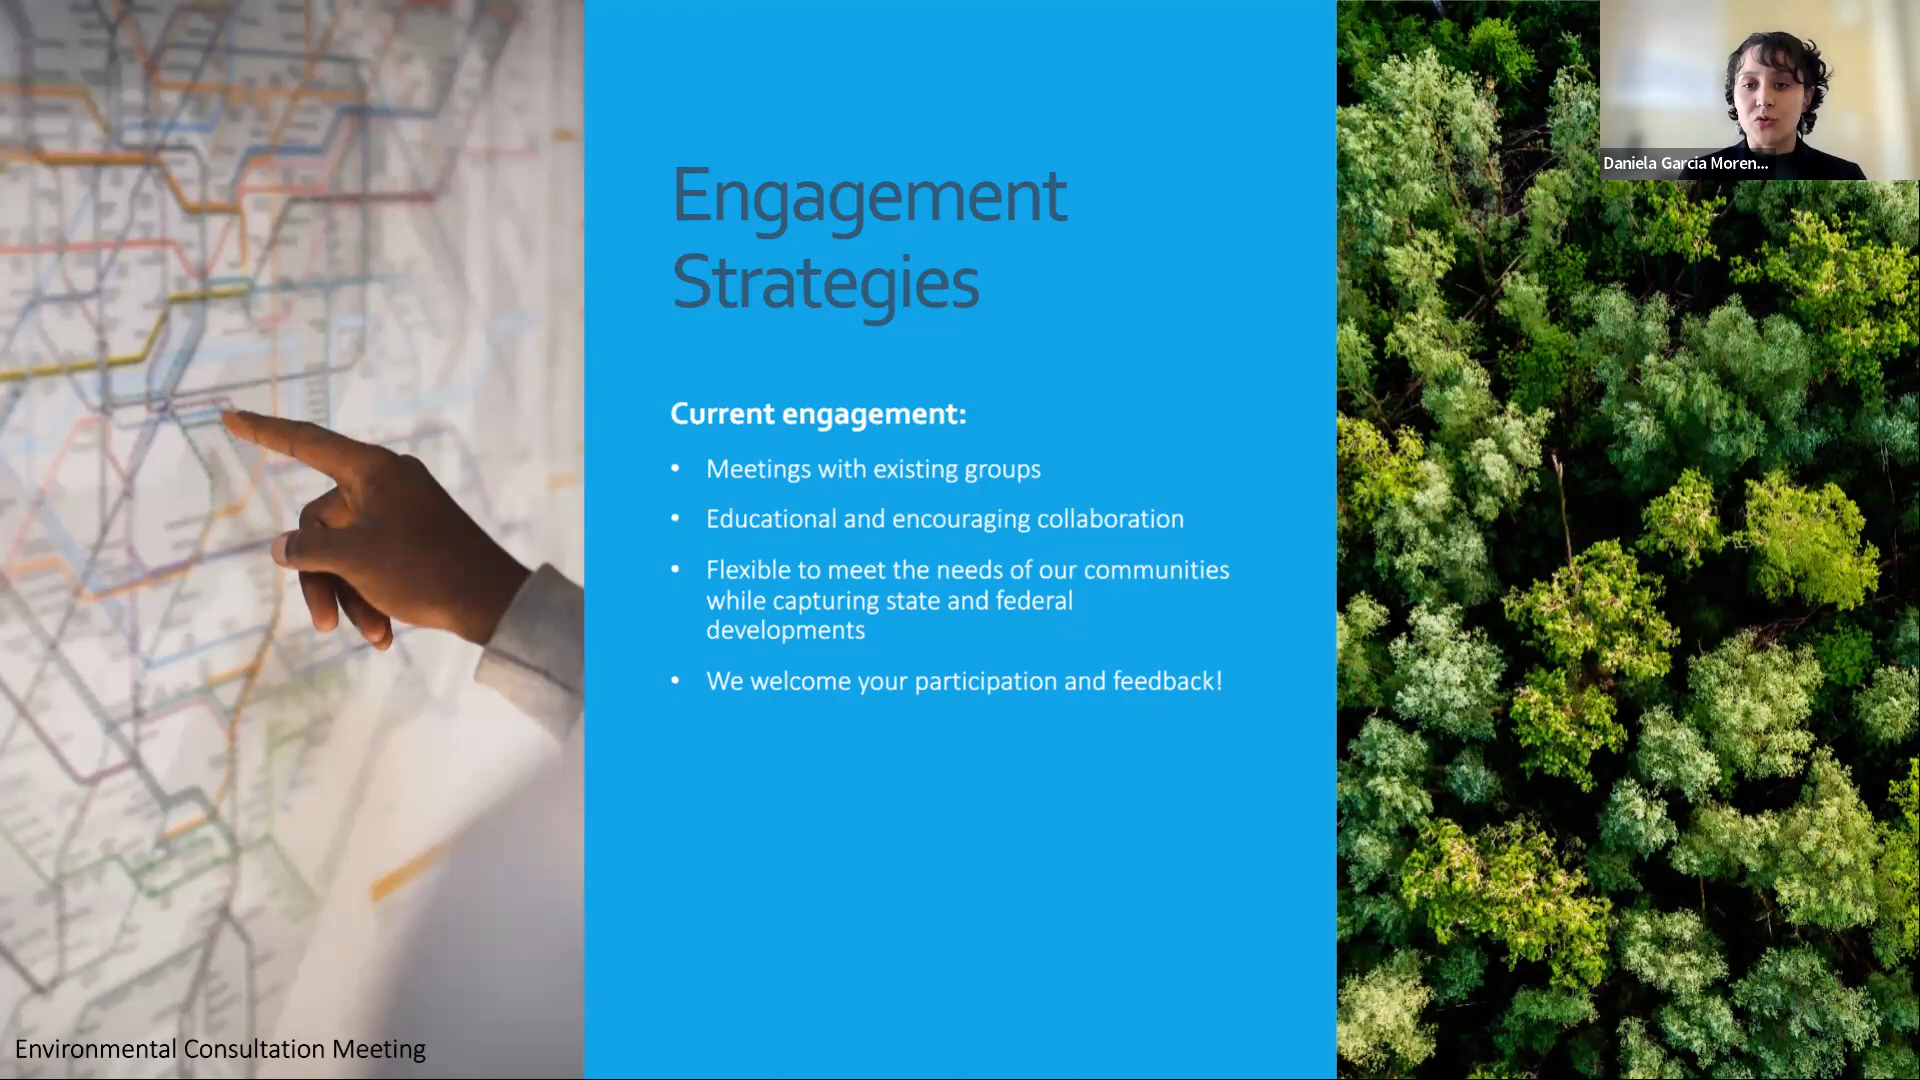 Engagement
Strategies
Current engagement:
• Meetings with existing groups
• Educational and encouraging collaboration
• Flexible to meet the needs of our communities
while capturing state and federal
developments
• We welcome your participation and feedback!
Daniela Garcia Moren...
Environmental Consultation Meeting